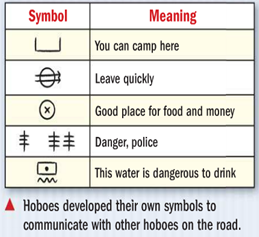 Symbol Meaning
You can camp here
Leave quickly
Good place for food and money
Danger, police
This water is dangerous to drink
Hoboes developed their own symbols to
communicate with other hoboes on the road.